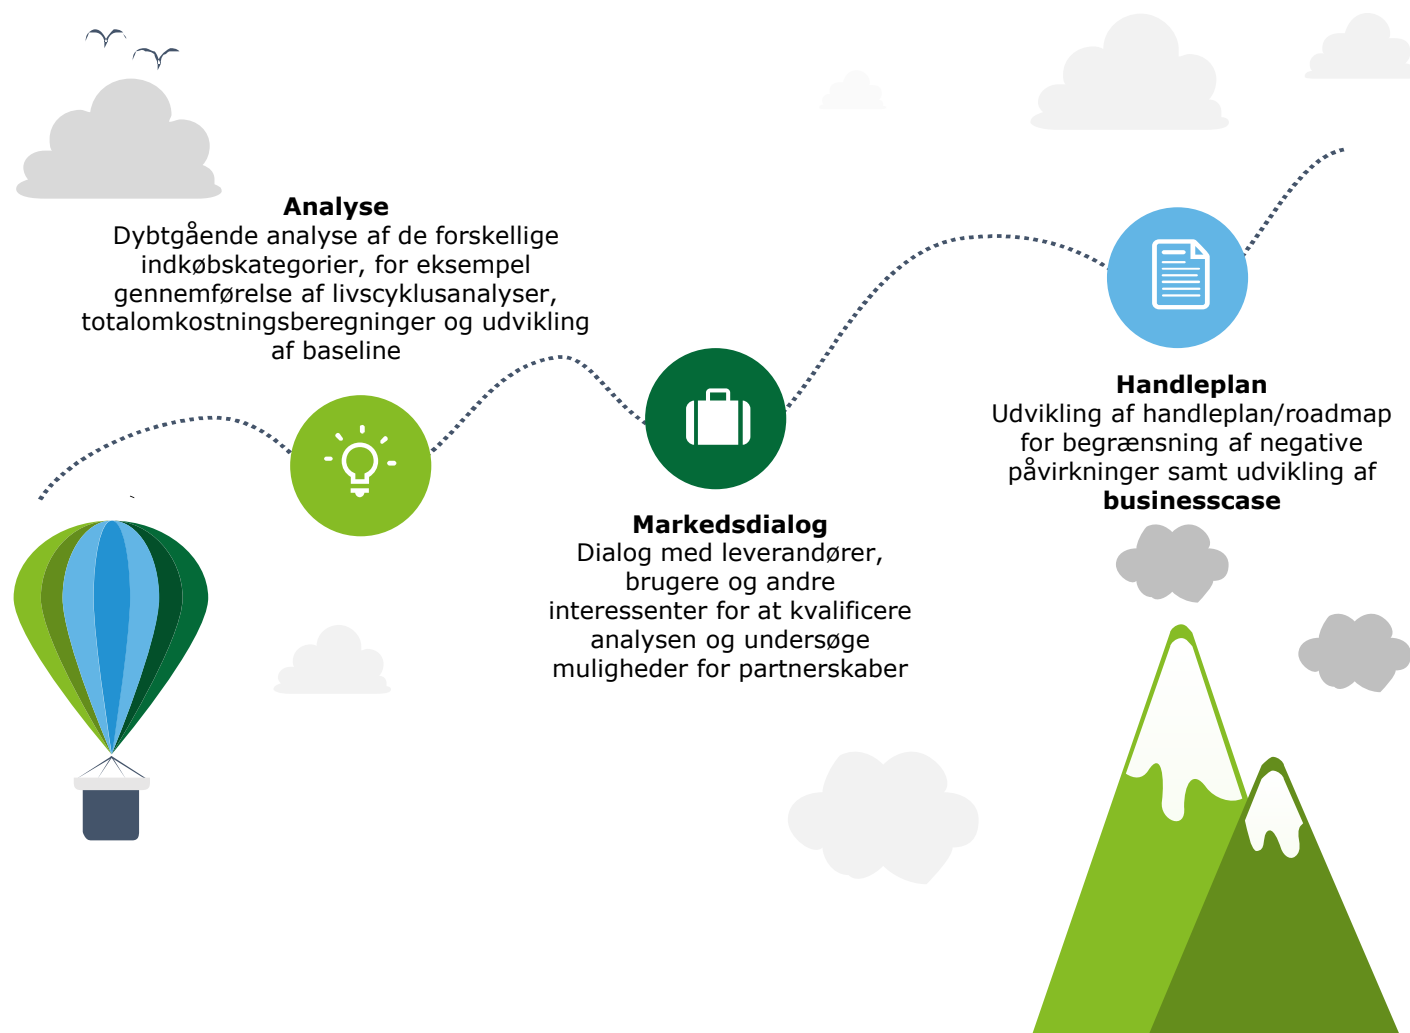 Analyse
Dybtgående analyse af de forskellige
indkøbskategorier, for eksempel
gennemførelse af livscyklusanalyser,
totalomkostningsberegninger og udvikling
af baseline
Markedsdialog
Dialog med leverandører,
brugere og andre
interessenter for at kvalificere
analysen og undersøge
muligheder for partnerskaber
Handleplan
Udvikling af handleplan/roadmap
for begrænsning af negative
påvirkninger samt udvikling af
businesscase